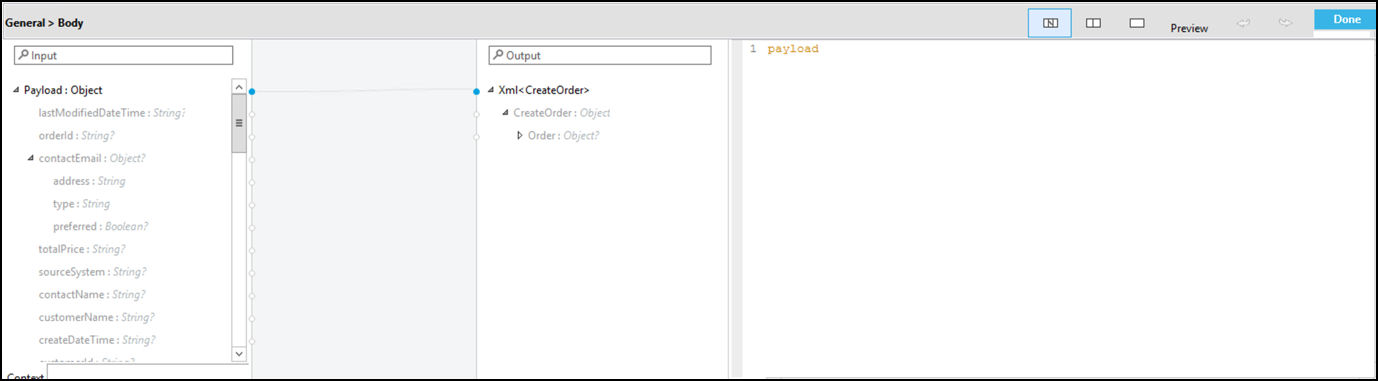 General > Body
Preview
Done
Input
Output
1 payload
Payload : Object
lastModifiedDateTime : String?
orderId : String?
contactEmail : Object?
address : String
type : String
preferred : Boolean?
totalPrice : String?
sourceSystem : String?
contactName : String?
customerName : String?
createDateTime : String?
customerId : String?
Context
Xml<CreateOrder>
CreateOrder : Object
Order : Object?